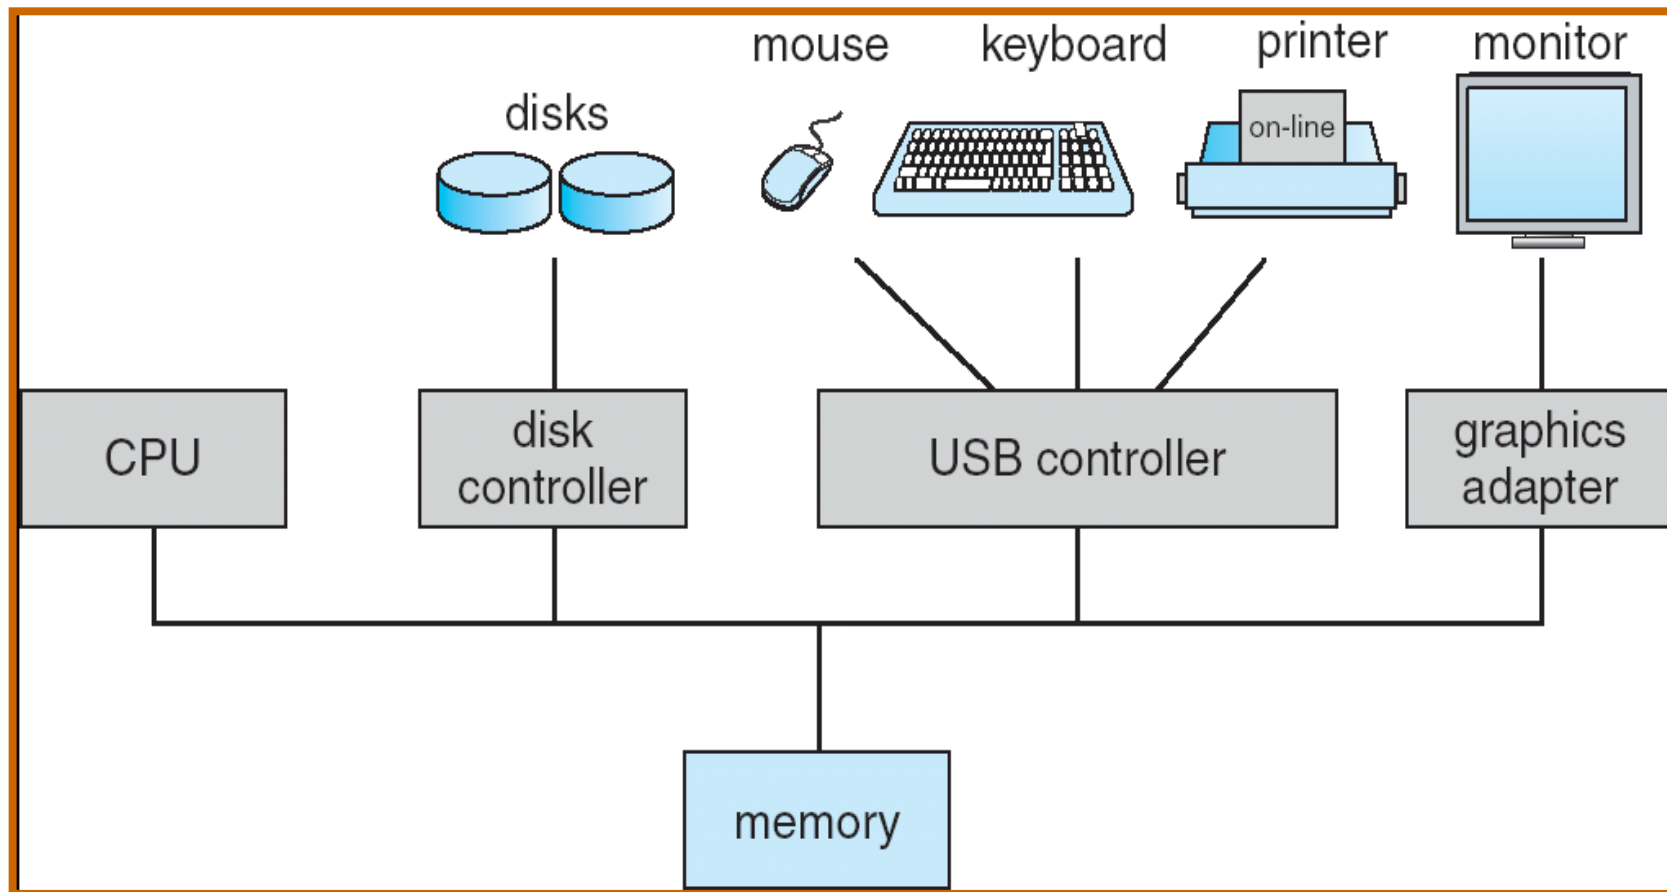 mouse
keyboard
printer
monitor
disks
on-line
CPU
disk
controller
USB controller
graphics
adapter
memory